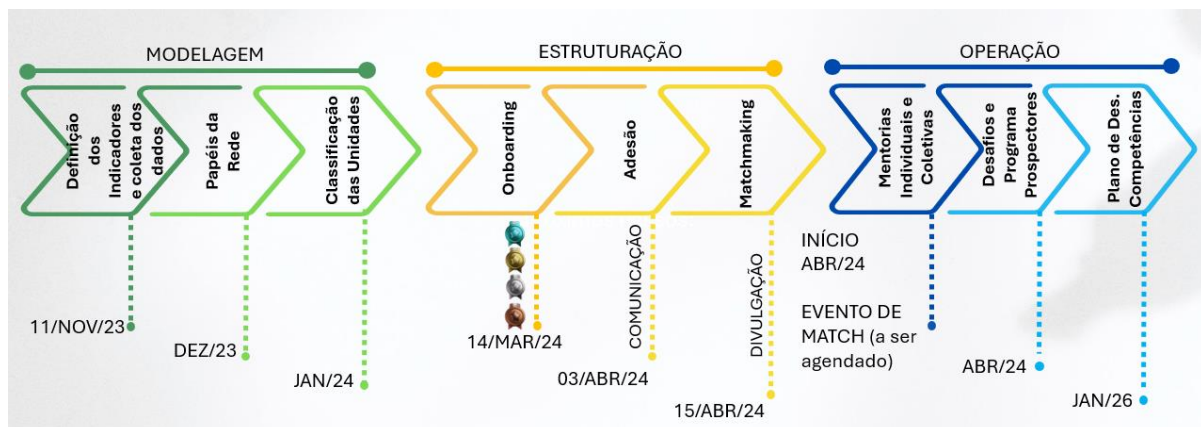 MODELAGEM
Definição
dos
Indicadores
e coleta dos
dados
Papéis da
Rede
Classificação
das Unidades
11/NOV/23
DEZ/23
JAN/24
ESTRUTURAÇÃO
Onboarding
Adesão
Matchmaking
14/MAR/24
COMUNICAÇÃO
03/ABR/24
DIVULGAÇÃO
15/ABR/24
OPERAÇÃO
Mentorias
Individuais e
Coletivas
Desafios e
Programa
Prospectores
Plano de Des.
Competências
INÍCIO
ABR/24
EVENTO DE
MATCH (a ser
agendado)
ABR/24
JAN/26